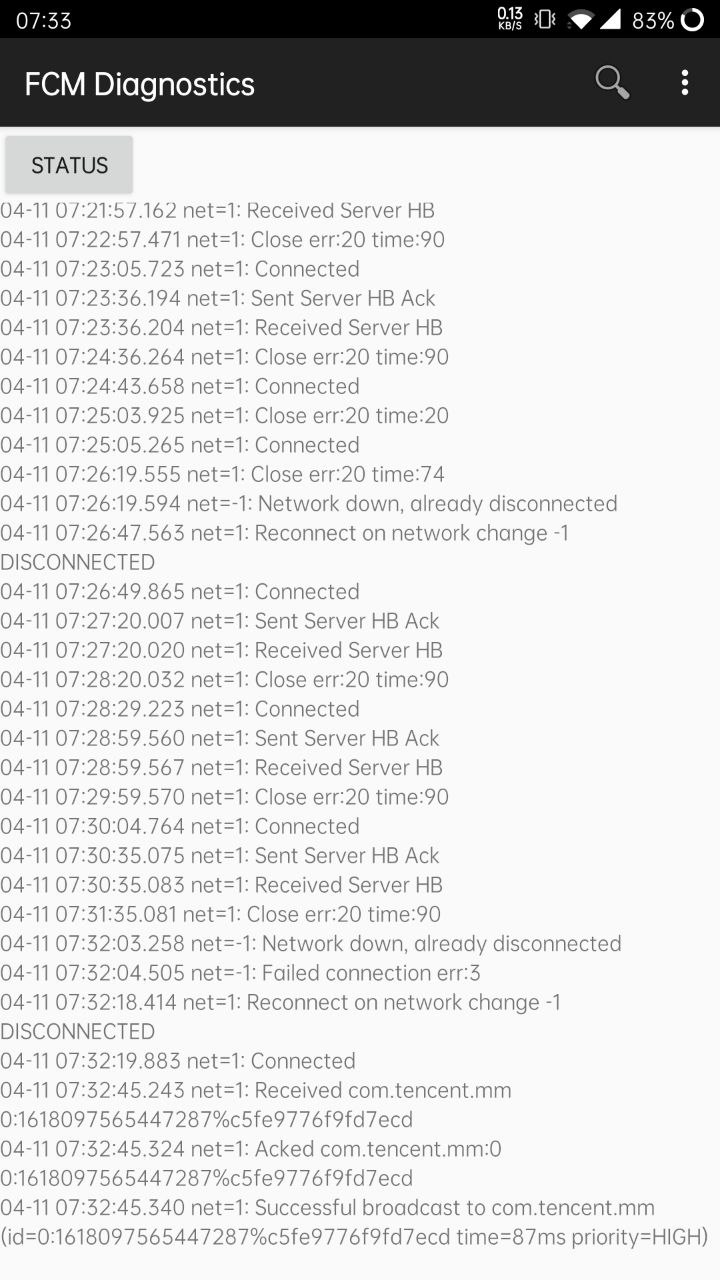 07:33 0.13 KB/S 83%
FCM Diagnostics
STATUS
04-11 07:21:57.162 net=1: Received Server HB
04-11 07:22:57.471 net=1: Close err:20 time:90
04-11 07:23:05.723 net=1: Connected
04-11 07:23:36.194 net=1: Sent Server HB Ack
04-11 07:23:36.204 net=1: Received Server HB
04-11 07:24:36.264 net=1: Close err:20 time:90
04-11 07:24:43.658 net=1: Connected
04-11 07:25:03.925 net=1: Close err:20 time:20
04-11 07:25:05.265 net=1: Connected
04-11 07:26:19.555 net=1: Close err:20 time:74
04-11 07:26:19.594 net=-1: Network down, already disconnected
04-11 07:26:47.563 net=1: Reconnect on network change -1
DISCONNECTED
04-11 07:26:49.865 net=1: Connected
04-11 07:27:20.007 net=1: Sent Server HB Ack
04-11 07:27:20.020 net=1: Received Server HB
04-11 07:28:20.032 net=1: Close err:20 time:90
04-11 07:28:29.223 net=1: Connected
04-11 07:28:59.560 net=1: Sent Server HB Ack
04-11 07:28:59.567 net=1: Received Server HB
04-11 07:29:59.570 net=1: Close err:20 time:90
04-11 07:30:04.764 net=1: Connected
04-11 07:30:35.075 net=1: Sent Server HB Ack
04-11 07:30:35.083 net=1: Received Server HB
04-11 07:31:35.081 net=1: Close err:20 time:90
04-11 07:32:03.258 net=-1: Network down, already disconnected
04-11 07:32:04.505 net=-1: Failed connection err:3
04-11 07:32:18.414 net=1: Reconnect on network change -1
DISCONNECTED
04-11 07:32:19.883 net=1: Connected
04-11 07:32:45.243 net=1: Received com.tencent.mm
0:1618097565447287%c5fe9776f9fd7ecd
04-11 07:32:45.324 net=1: Acked com.tencent.mm:0
0:1618097565447287%c5fe9776f9fd7ecd
04-11 07:32:45.340 net=1: Successful broadcast to com.tencent.mm
(id=0:1618097565447287%c5fe9776f9fd7ecd time=87ms priority=HIGH)